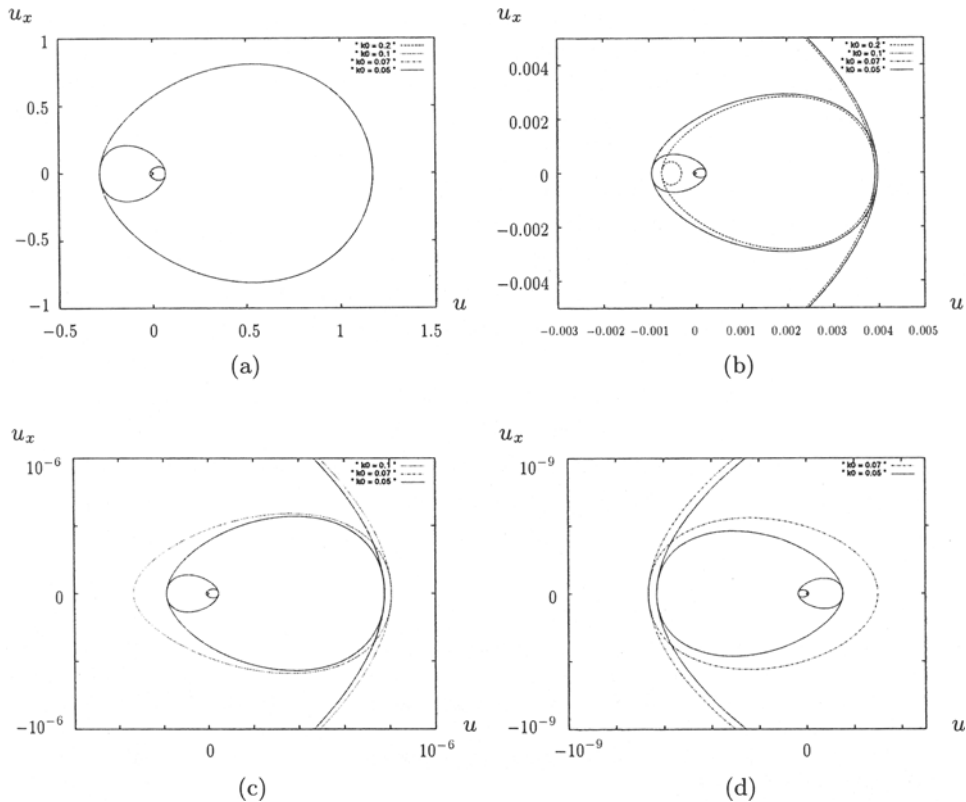 u_x
1
0.5
0
−0.5
−1
−0.5
0
0.5
1
1.5
u
" k0 = 0.2 "
" k0 = 0.1 "
" k0 = 0.07 "
" k0 = 0.05 "
(a)
u_x
0.004
0.002
0
−0.002
−0.004
−0.003
−0.002
−0.001
0
0.001
0.002
0.003
0.004
0.005
u
" k0 = 0.2 "
" k0 = 0.1"
" k0 = 0.07 "
" k0 = 0.05 "
(b)
u_x
10^{-6}
0
−10^{-6}
0
10^{-6}
u
" k0 = 0.1 "
" k0 = 0.07 "
" k0 = 0.05 "
(c)
u_x
10^{-9}
0
−10^{-9}
−10^{-9}
0
u
" k0 = 0.07 "
" k0 = 0.05 "
(d)